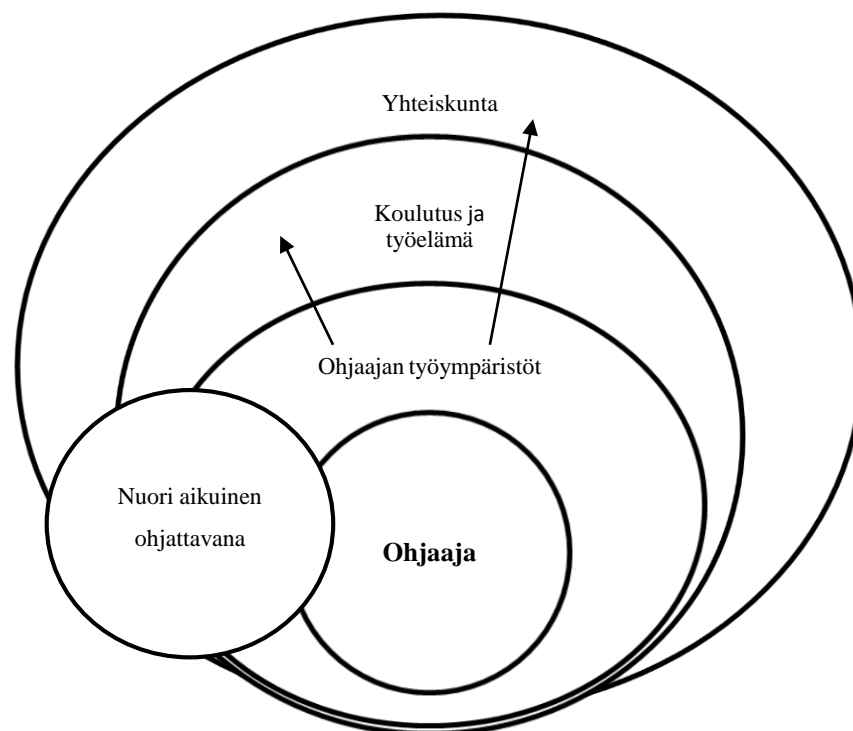 Yhteiskunta
Koulutus ja
työelämä
Ohjaajan työympäristöt
Nuori aikuinen
ohjattavana
Ohjaaja